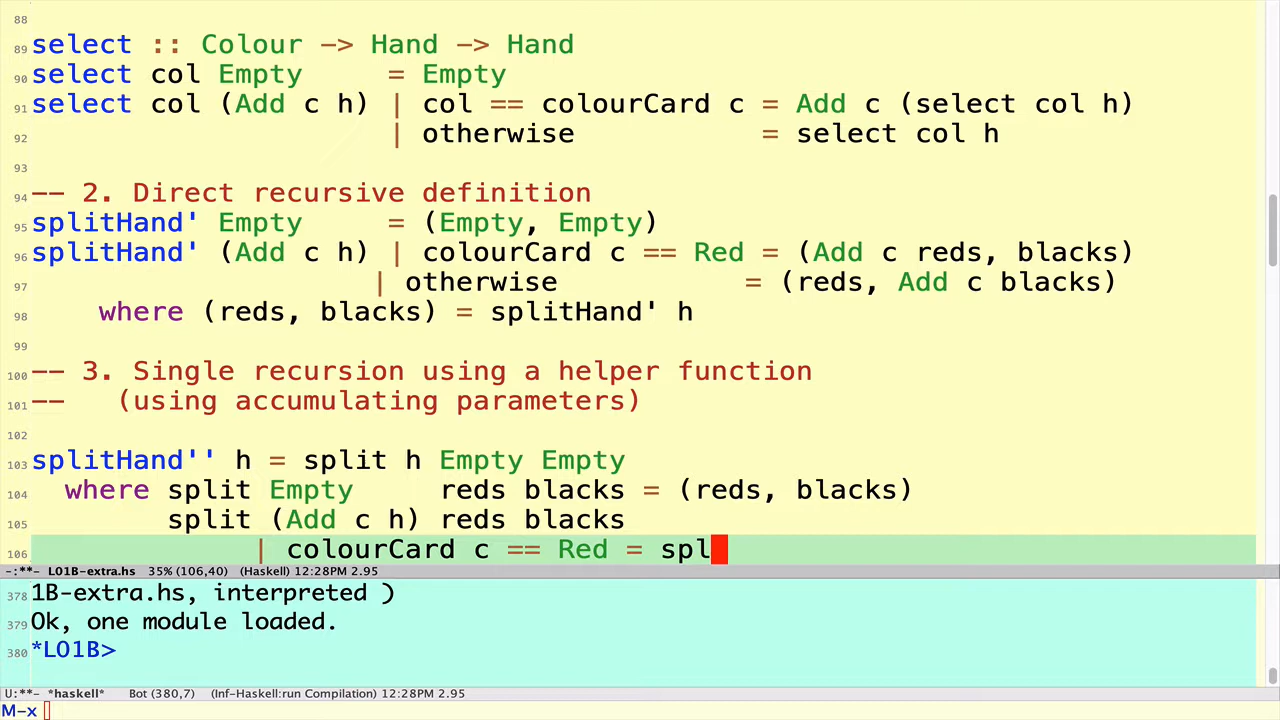 88
89 select :: Colour -> Hand -> Hand
90 select col Empty     = Empty
91 select col (Add c h) | col == colourCard c = Add c (select col h)
92                      | otherwise           = select col h
93
94 -- 2. Direct recursive definition
95 splitHand' Empty     = (Empty, Empty)
96 splitHand' (Add c h) | colourCard c == Red = (Add c reds, blacks)
97                     | otherwise           = (reds, Add c blacks)
98     where (reds, blacks) = splitHand' h
99
100 -- 3. Single recursion using a helper function
101 --   (using accumulating parameters)
102
103 splitHand'' h = split h Empty Empty
104   where split Empty     reds blacks = (reds, blacks)
105         split (Add c h) reds blacks
106              | colourCard c == Red = spl
-:**- L01B-extra.hs   35% (106,40)   (Haskell) 12:28PM 2.95
378 1B-extra.hs, interpreted )
379 Ok, one module loaded.
380 *L01B>
U:**- *haskell*   Bot (380,7)   (Inf-Haskell:run Compilation) 12:28PM 2.95
M-x